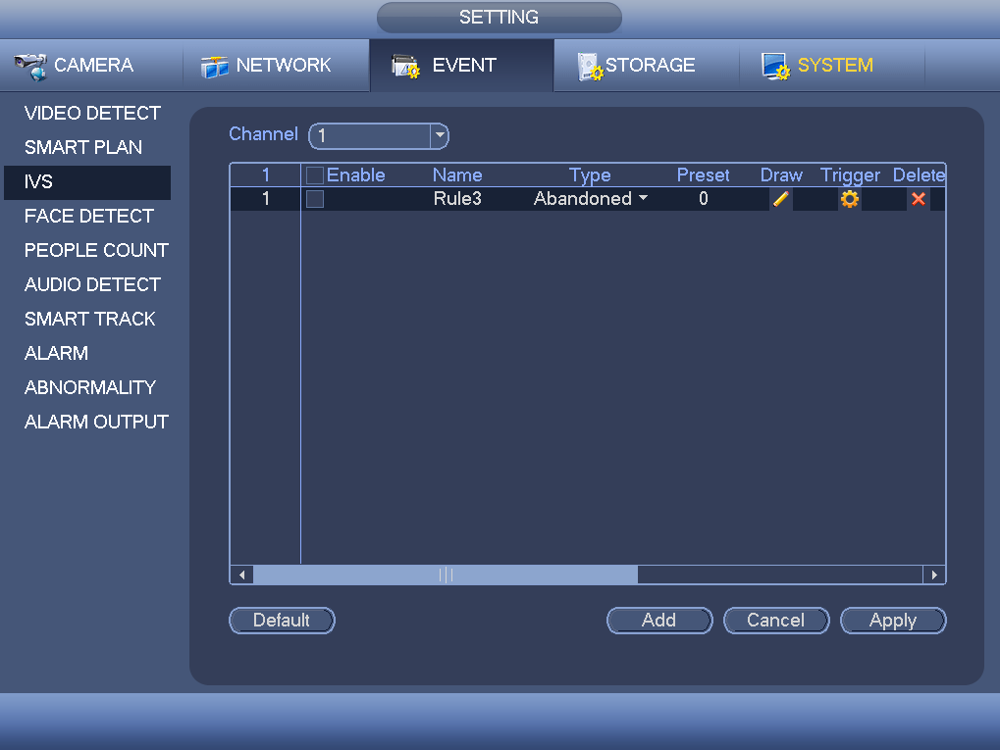 SETTING
CAMERA NETWORK EVENT STORAGE SYSTEM
VIDEO DETECT
SMART PLAN
IVS
FACE DETECT
PEOPLE COUNT
AUDIO DETECT
SMART TRACK
ALARM
ABNORMALITY
ALARM OUTPUT
Channel 1
1 Enable Name Type Preset Draw Trigger Delete
1 Rule3 Abandoned 0
Default Add Cancel Apply